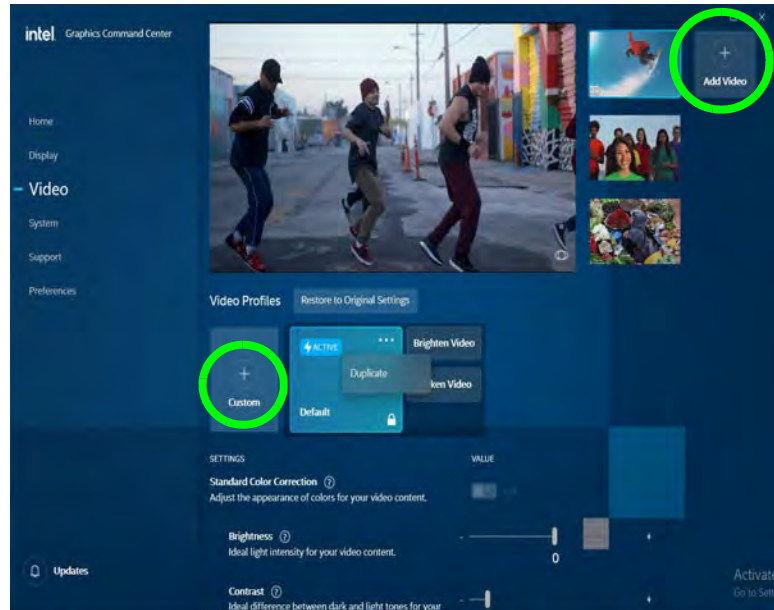 intel Graphics Command Center
Add Video
Home
Display
Video
System
Support
Preferences
Video Profiles
Restore to Original Settings
ACTIVE
Brighten Video
Duplicate
ken Video
Custom
Default
SETTINGS
VALUE
Standard Color Correction ?
Adjust the appearance of colors for your video content.
Brightness ?
Ideal light intensity for your video content.
- +
0
Updates
Contrast ?
- +
Ideal difference between dark and light tones for your
Activate
Go to Sett